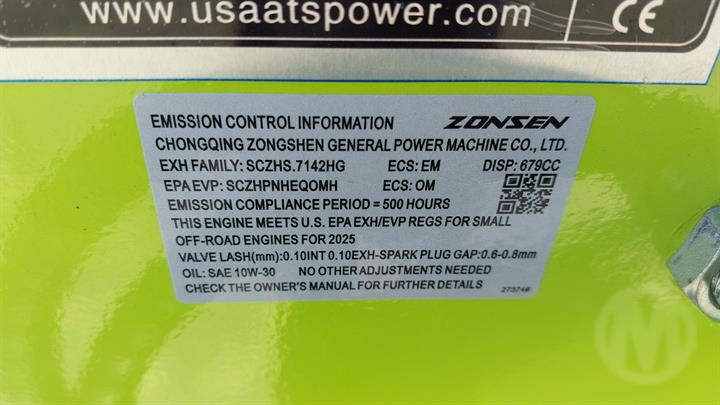 www.usaatspower.com
CE
EMISSION CONTROL INFORMATION ZONSEN
CHONGQING ZONGSHEN GENERAL POWER MACHINE CO., LTD.
EXH FAMILY: SCZHS.7142HG ECS: EM DISP: 679CC
EPA EVP: SCZHPNHEQOMH ECS: OM
EMISSION COMPLIANCE PERIOD = 500 HOURS
THIS ENGINE MEETS U.S. EPA EXH/EVP REGS FOR SMALL
OFF-ROAD ENGINES FOR 2025
VALVE LASH(mm):0.10INT 0.10EXH-SPARK PLUG GAP:0.6-0.8mm
OIL: SAE 10W-30 NO OTHER ADJUSTMENTS NEEDED
CHECK THE OWNER'S MANUAL FOR FURTHER DETAILS 273748
M